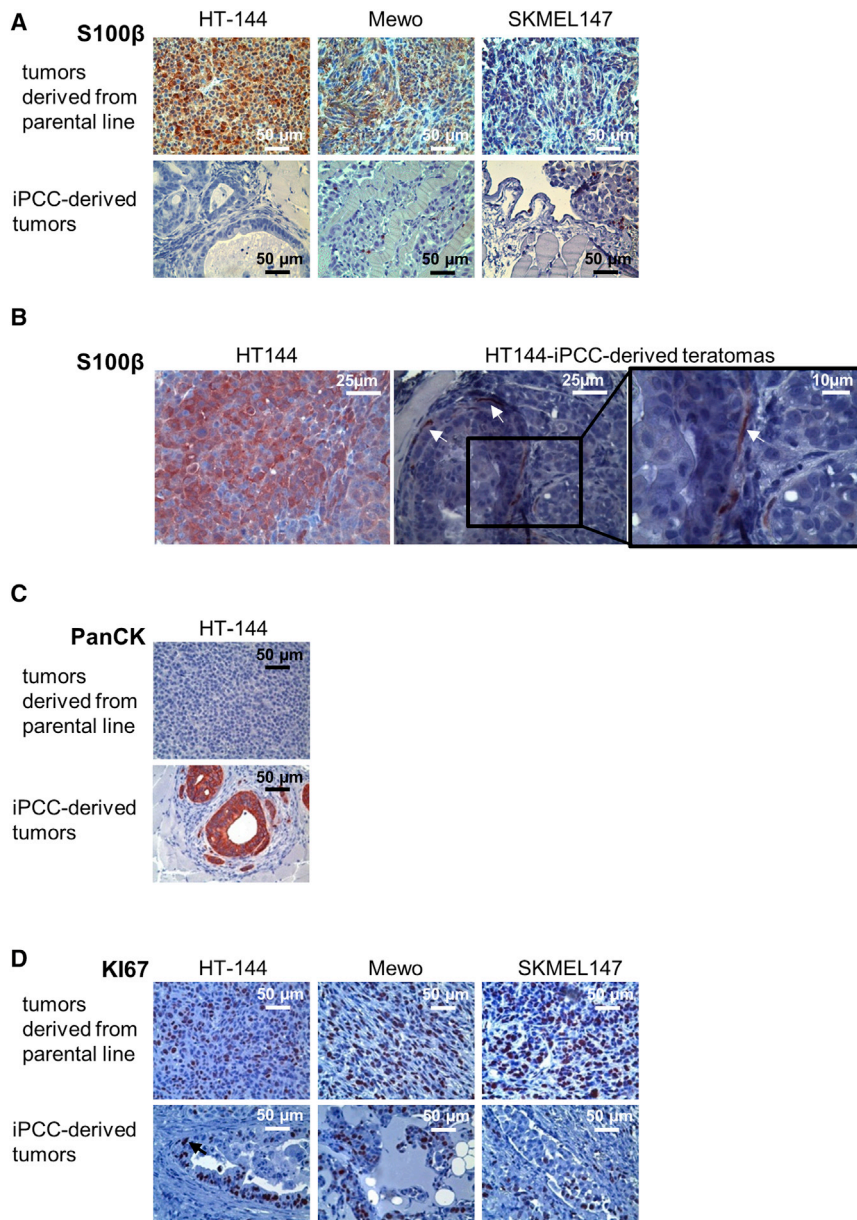 A
S100β
HT-144
Mewo
SKMEL147
tumors
derived from
parental line
50 µm
50 µm
50 µm
iPCC-derived
tumors
50 µm
50 µm
50 µm
B
S100β
HT144
HT144-iPCC-derived teratomas
25µm
25µm
10µm
C
PanCK
HT-144
tumors
derived from
parental line
50 µm
iPCC-derived
tumors
50 µm
D
KI67
HT-144
Mewo
SKMEL147
tumors
derived from
parental line
50 µm
50 µm
50 µm
iPCC-derived
tumors
50 µm
50 µm
50 µm